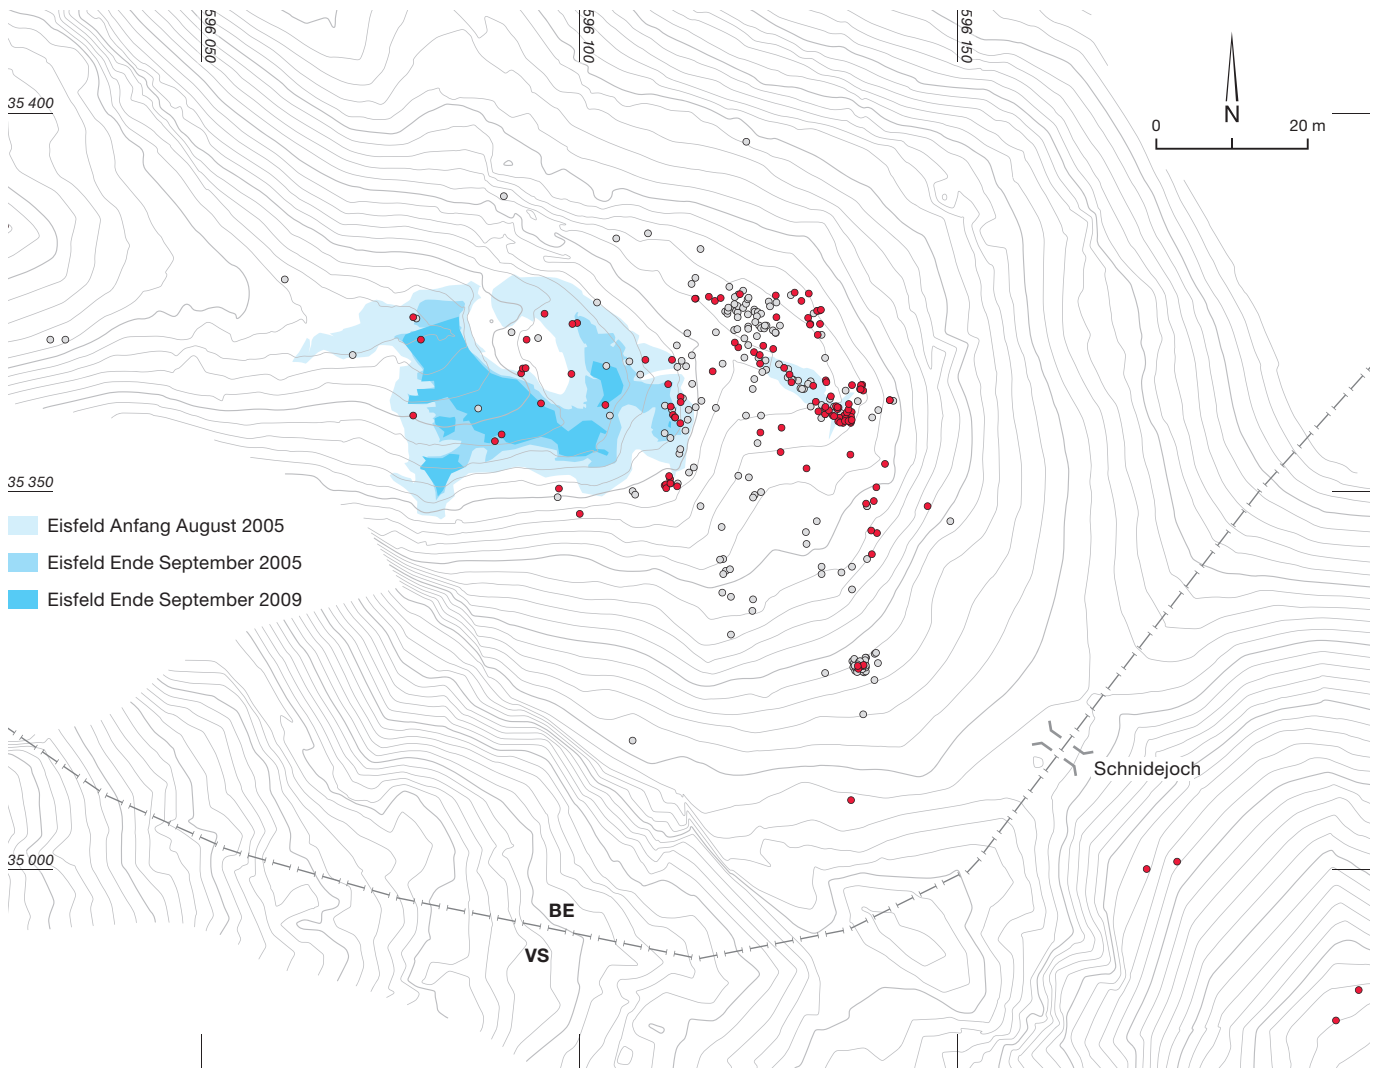 596 050
596 100
596 150
35 400
N
0 20 m
35 350
Eisfeld Anfang August 2005
Eisfeld Ende September 2005
Eisfeld Ende September 2009
Schnidejoch
35 000
BE
VS